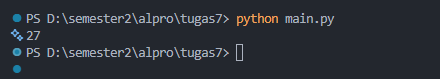 PS D:\semester2\alpro\tugas7> python main.py
27
PS D:\semester2\alpro\tugas7>